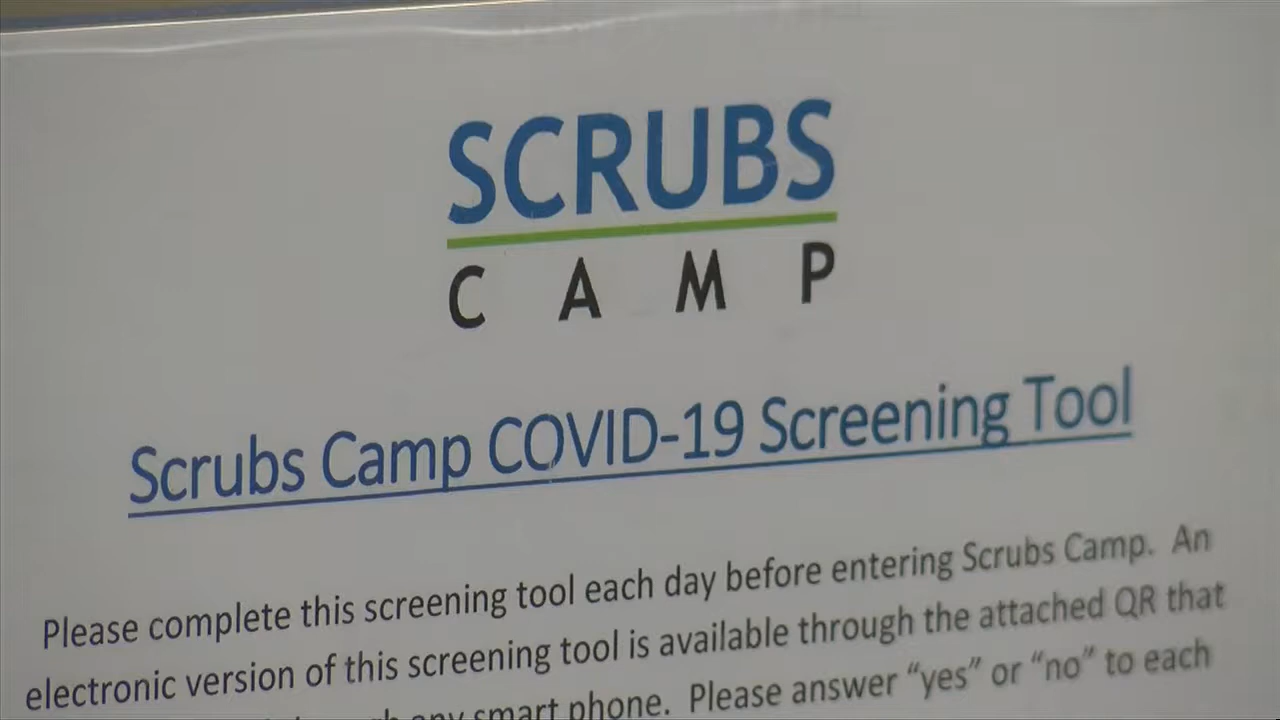 SCRUBS
CAMP
Scrubs Camp COVID-19 Screening Tool
Please complete this screening tool each day before entering Scrubs Camp. An
electronic version of this screening tool is available through the attached QR that
any smart phone. Please answer “yes” or “no” to each